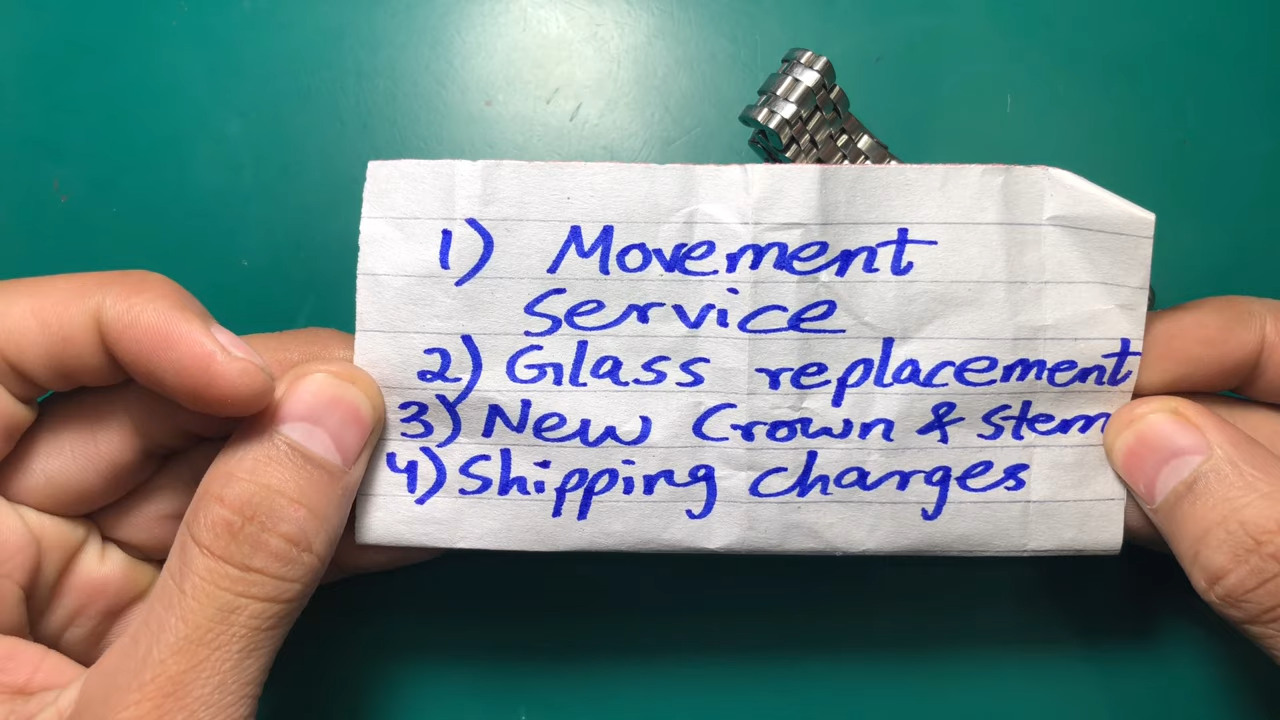 1) Movement
Service
2) Glass replacement
3) New Crown & stem
4) Shipping charges